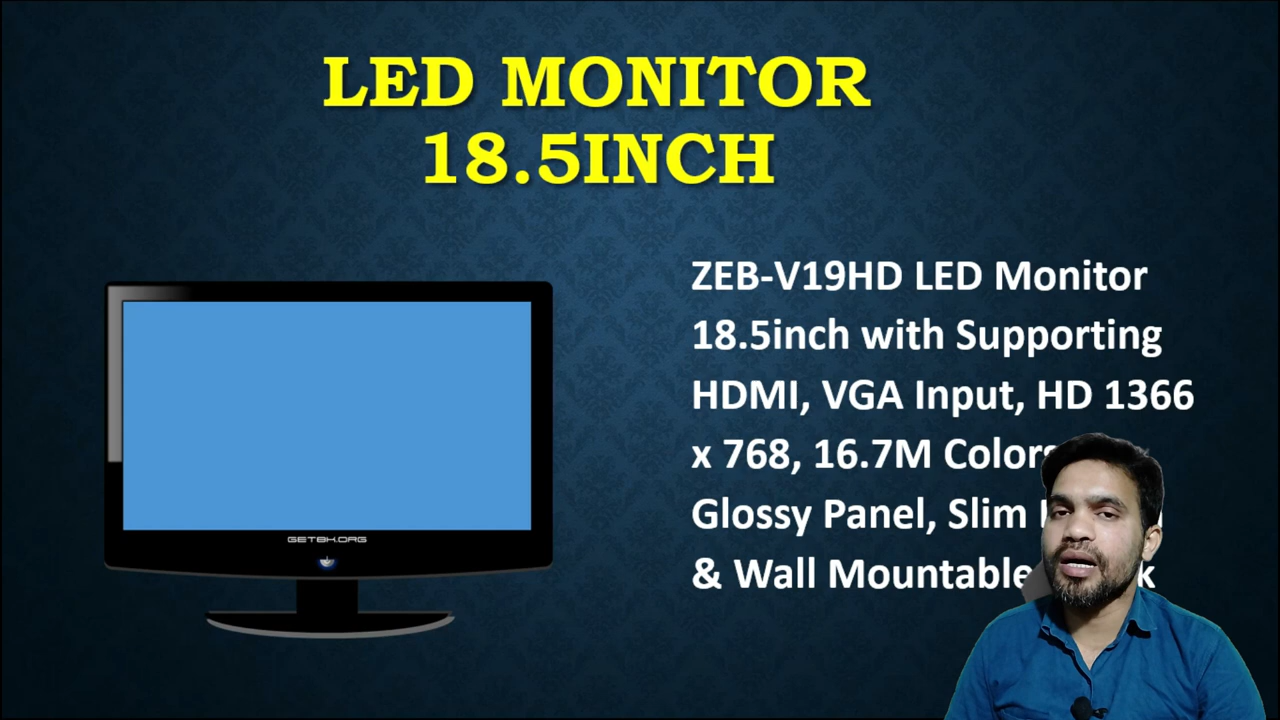 LED MONITOR
18.5INCH
ZEB-V19HD LED Monitor
18.5inch with Supporting
HDMI, VGA Input, HD 1366
x 768, 16.7M Colors
Glossy Panel, Slim
& Wall Mountable
GETBK.ORG